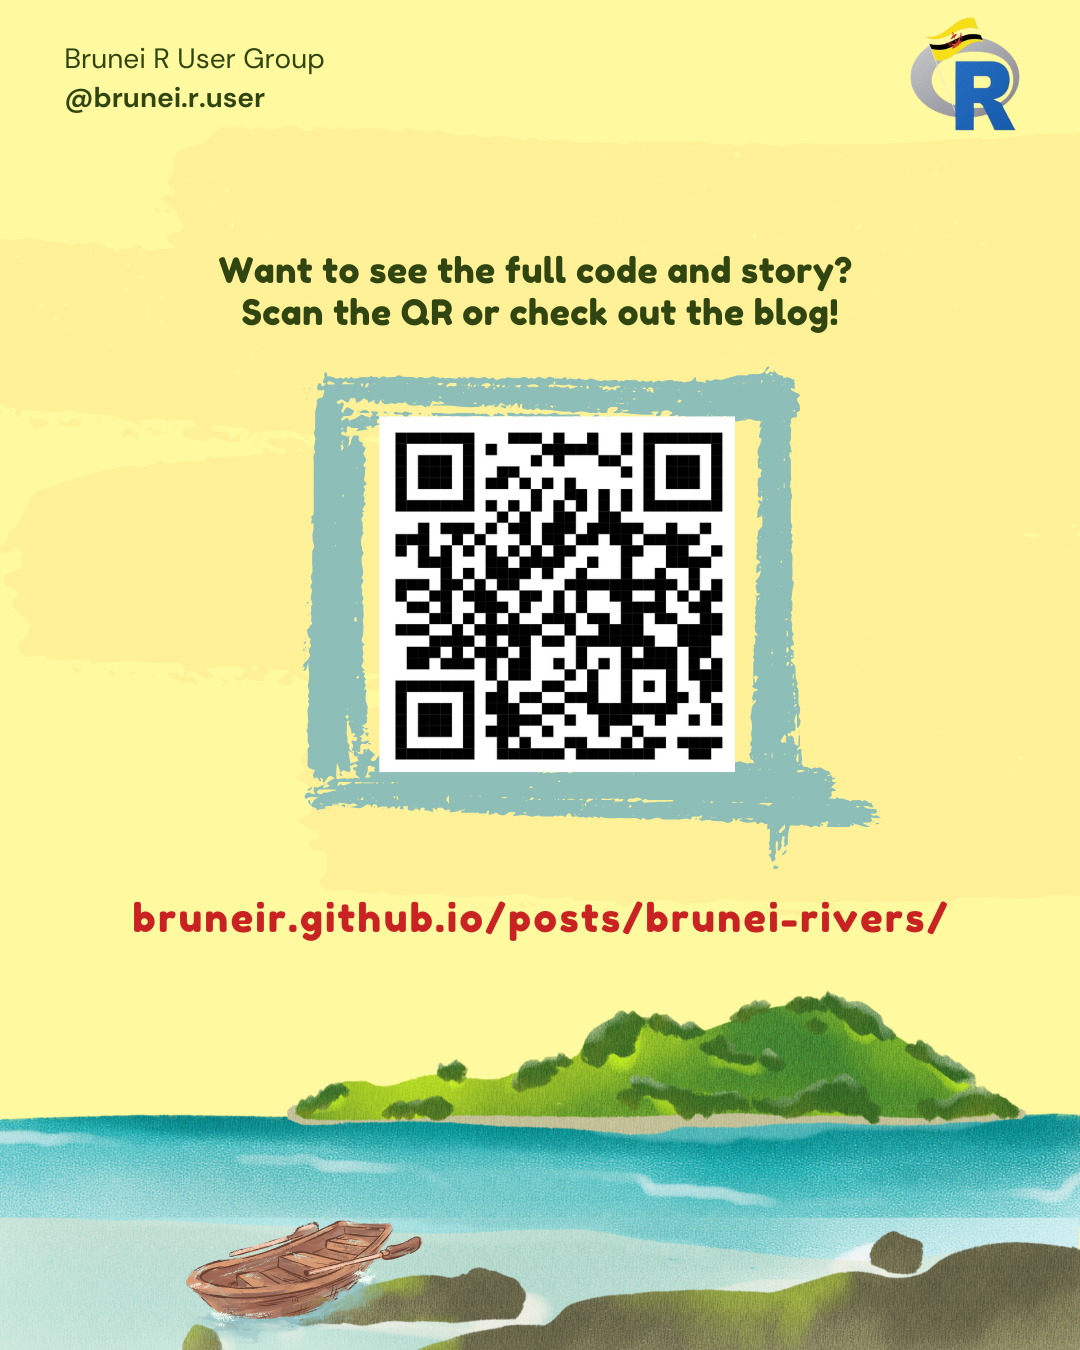 Brunei R User Group
@brunei.r.user
R
Want to see the full code and story?
Scan the QR or check out the blog!
bruneir.github.io/posts/brunei-rivers/